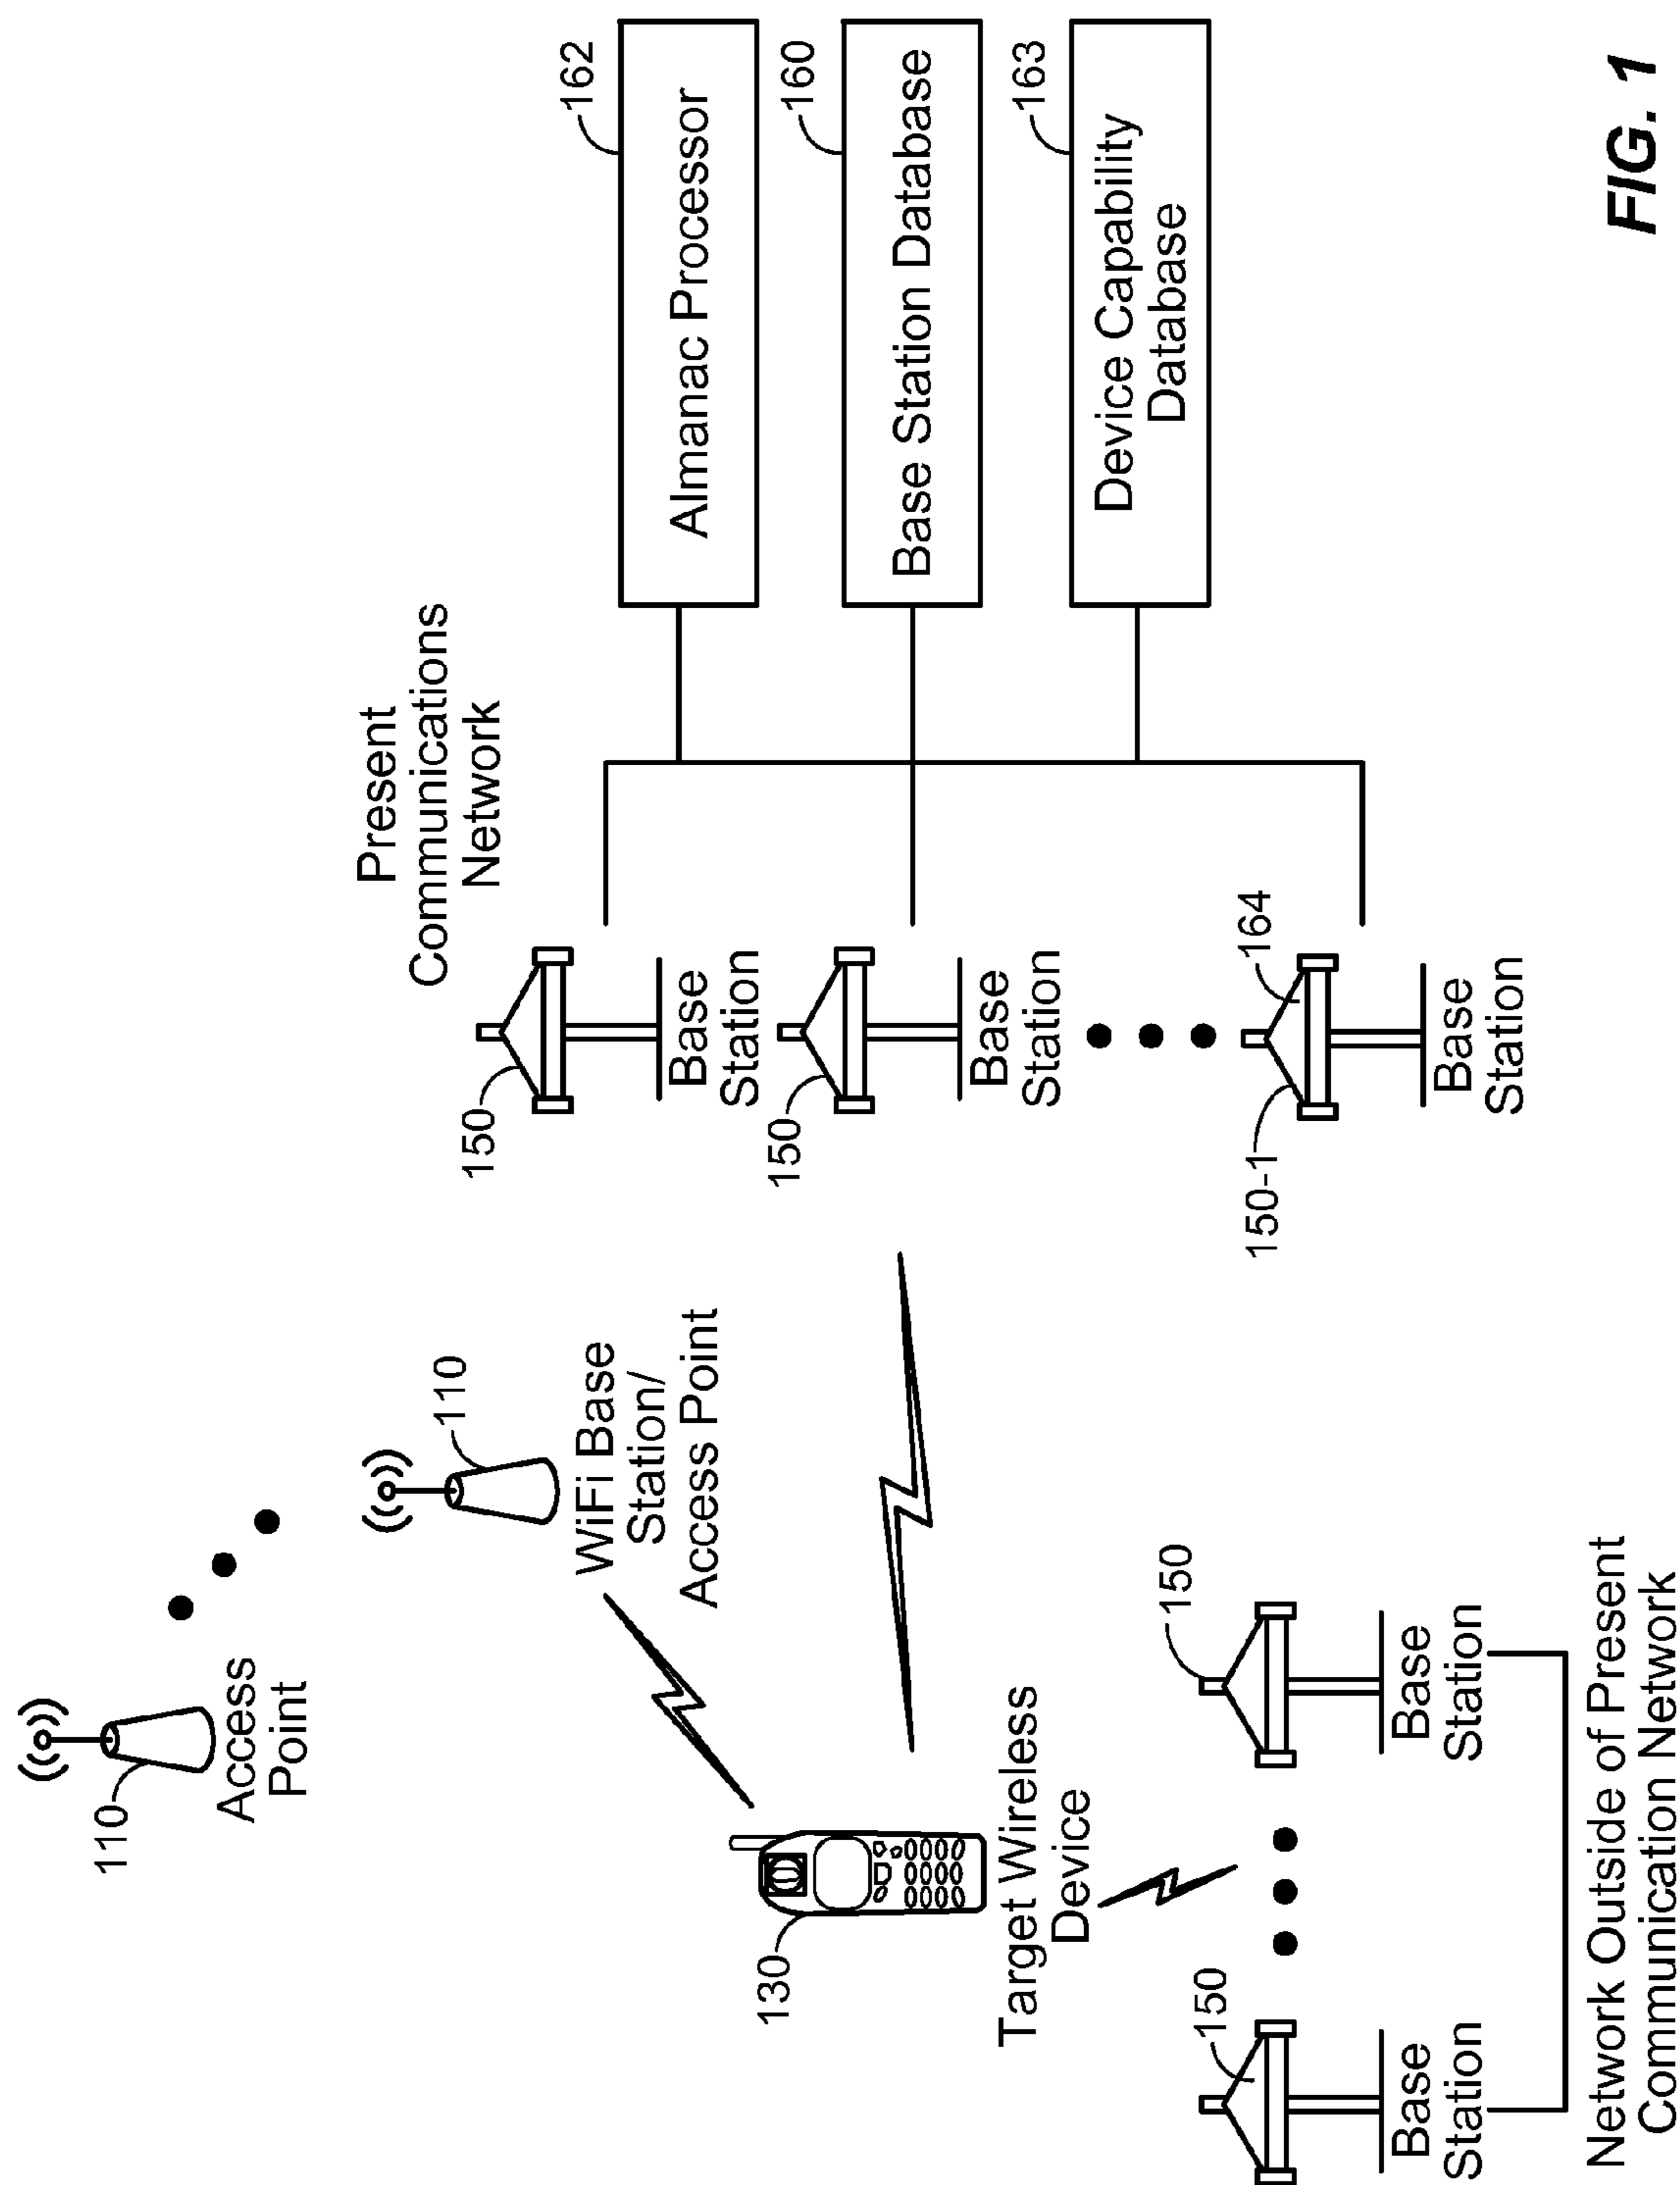 110
Access
Point
110
WiFi Base
Station/
Access Point
Present
Communications
Network
130
Target Wireless
Device
150
Base
Station
150
Base
Station
150-1
164
Base
Station
162
Almanac Processor
160
Base Station Database
163
Device Capability
Database
150
Base
Station
150
Base
Station
Network Outside of Present
Communication Network
FIG. 1